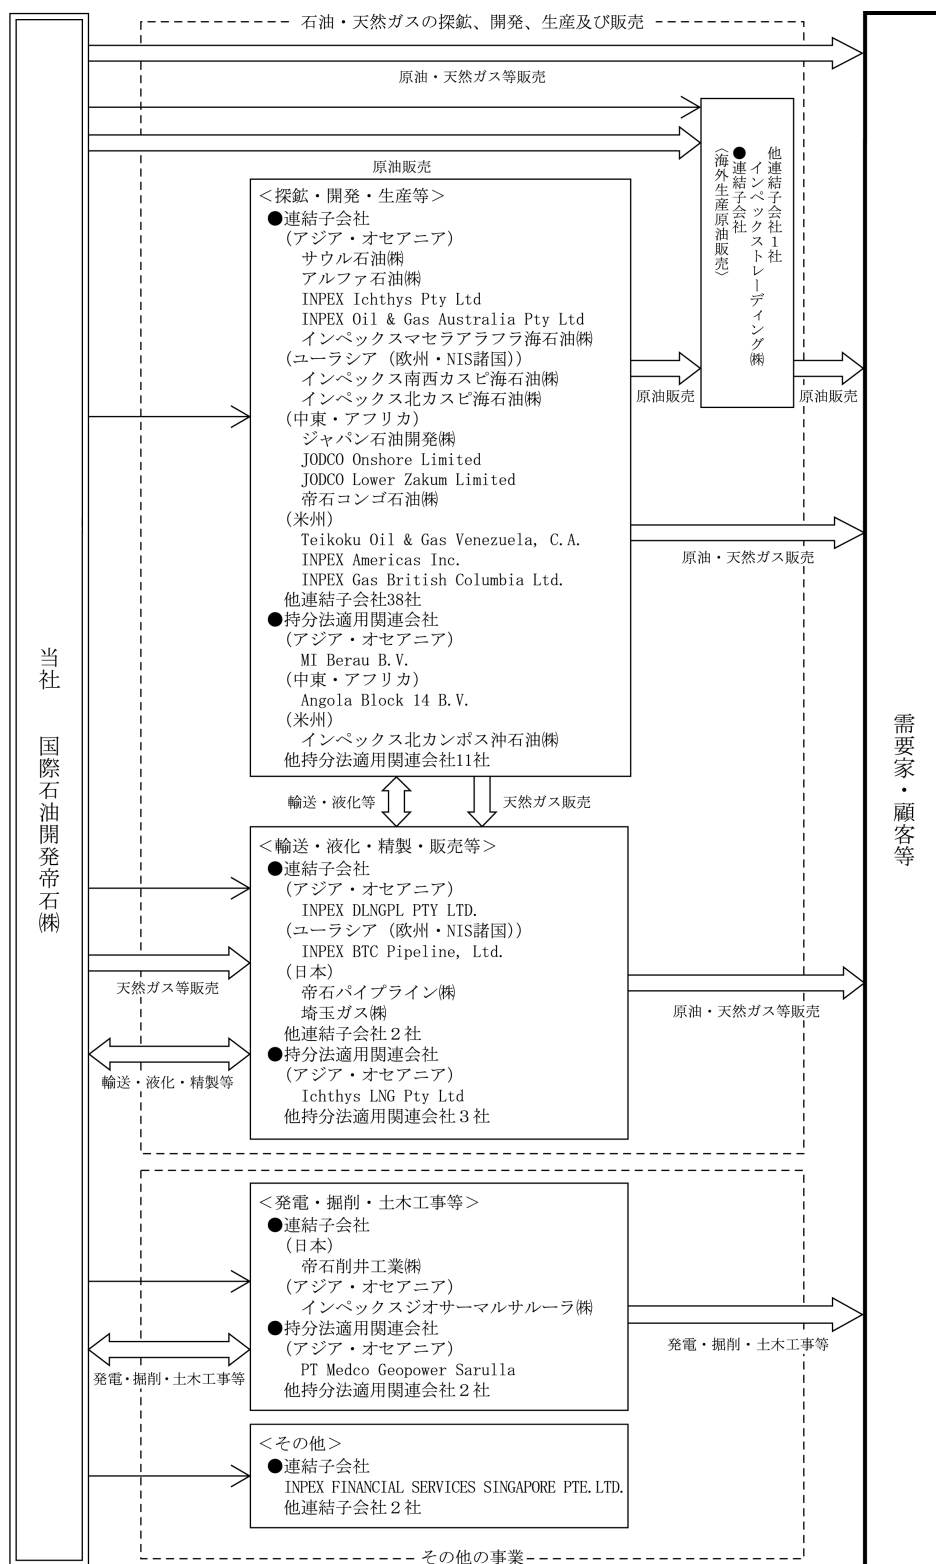 石油・天然ガスの探鉱、開発、生産及び販売
原油・天然ガス等販売
原油販売
他連結子会社1社
インペックストレーディング㈱
●連結子会社
〈海外生産原油販売〉
＜探鉱・開発・生産等＞
●連結子会社
(アジア・オセアニア)
サウル石油㈱
アルファ石油㈱
INPEX Ichthys Pty Ltd
INPEX Oil & Gas Australia Pty Ltd
インペックスマセラアラフラ海石油㈱
(ユーラシア（欧州・NIS諸国）)
インペックス南西カスピ海石油㈱
インペックス北カスピ海石油㈱
(中東・アフリカ)
ジャパン石油開発㈱
JODCO Onshore Limited
JODCO Lower Zakum Limited
帝石コンゴ石油㈱
(米州)
Teikoku Oil & Gas Venezuela, C.A.
INPEX Americas Inc.
INPEX Gas British Columbia Ltd.
他連結子会社38社
●持分法適用関連会社
(アジア・オセアニア)
MI Berau B.V.
(中東・アフリカ)
Angola Block 14 B.V.
(米州)
インペックス北カンポス沖石油㈱
他持分法適用関連会社11社
原油販売
原油販売
原油・天然ガス販売
当社　国際石油開発帝石㈱
需要家・顧客等
輸送・液化等
天然ガス販売
＜輸送・液化・精製・販売等＞
●連結子会社
(アジア・オセアニア)
INPEX DLNGPL PTY LTD.
(ユーラシア（欧州・NIS諸国）)
INPEX BTC Pipeline, Ltd.
(日本)
帝石パイプライン㈱
埼玉ガス㈱
他連結子会社２社
●持分法適用関連会社
(アジア・オセアニア)
Ichthys LNG Pty Ltd
他持分法適用関連会社３社
天然ガス等販売
輸送・液化・精製等
原油・天然ガス等販売
＜発電・掘削・土木工事等＞
●連結子会社
(日本)
帝石削井工業㈱
(アジア・オセアニア)
インペックスジオサーマルサルーラ㈱
●持分法適用関連会社
(アジア・オセアニア)
PT Medco Geopower Sarulla
他持分法適用関連会社２社
発電・掘削・土木工事等
発電・掘削・土木工事等
＜その他＞
●連結子会社
INPEX FINANCIAL SERVICES SINGAPORE PTE.LTD.
他連結子会社２社
その他の事業